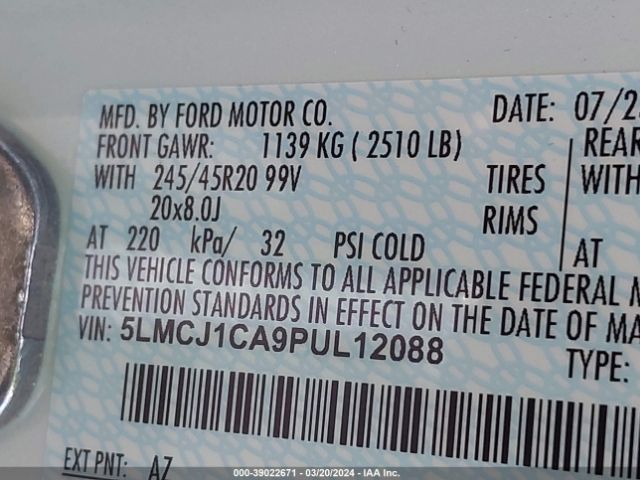 MFD. BY FORD MOTOR CO. DATE: 07/2
FRONT GAWR: 1139 KG ( 2510 LB) REAR
WITH 245/45R20 99V TIRES WITH
20x8.0J RIMS
AT 220 kPa/ 32 PSI COLD AT
THIS VEHICLE CONFORMS TO ALL APPLICABLE FEDERAL M
PREVENTION STANDARDS IN EFFECT ON THE DATE OF MA
VIN: 5LMCJ1CA9PUL12088 TYPE:
EXT PNT: AZ
000-39022671 - 03/20/2024 - IAA Inc.